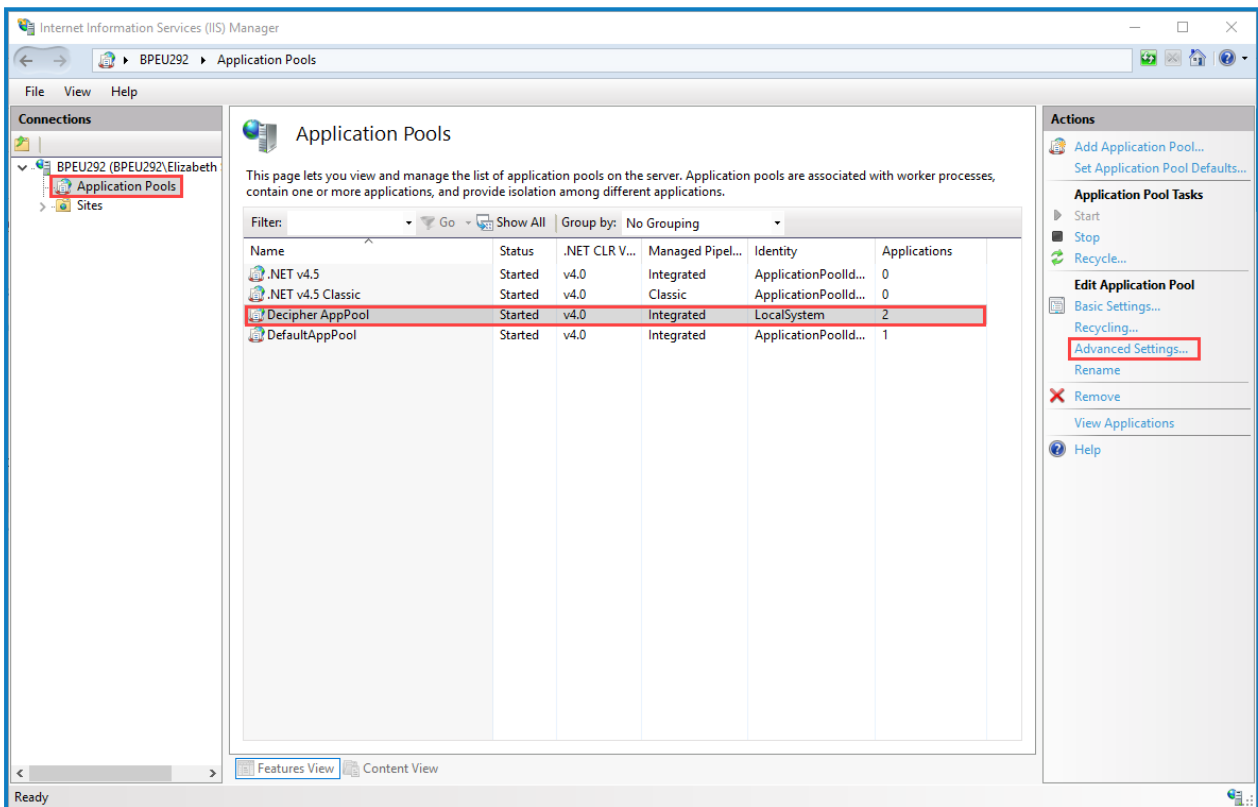 Internet Information Services (IIS) Manager
BPEU292 Application Pools
File View Help
Connections
BPEU292 (BPEU292\Elizabeth
Application Pools
Sites
Application Pools
This page lets you view and manage the list of application pools on the server. Application pools are associated with worker processes,
contain one or more applications, and provide isolation among different applications.
Filter: Go Show All Group by: No Grouping
Name Status .NET CLR V... Managed Pipel... Identity Applications
.NET v4.5 Started v4.0 Integrated ApplicationPoolId... 0
.NET v4.5 Classic Started v4.0 Classic ApplicationPoolId... 0
Decipher AppPool Started v4.0 Integrated LocalSystem 2
DefaultAppPool Started v4.0 Integrated ApplicationPoolId... 1
Features View Content View
Actions
Add Application Pool...
Set Application Pool Defaults...
Application Pool Tasks
Start
Stop
Recycle...
Edit Application Pool
Basic Settings...
Recycling...
Advanced Settings...
Rename
Remove
View Applications
Help
Ready